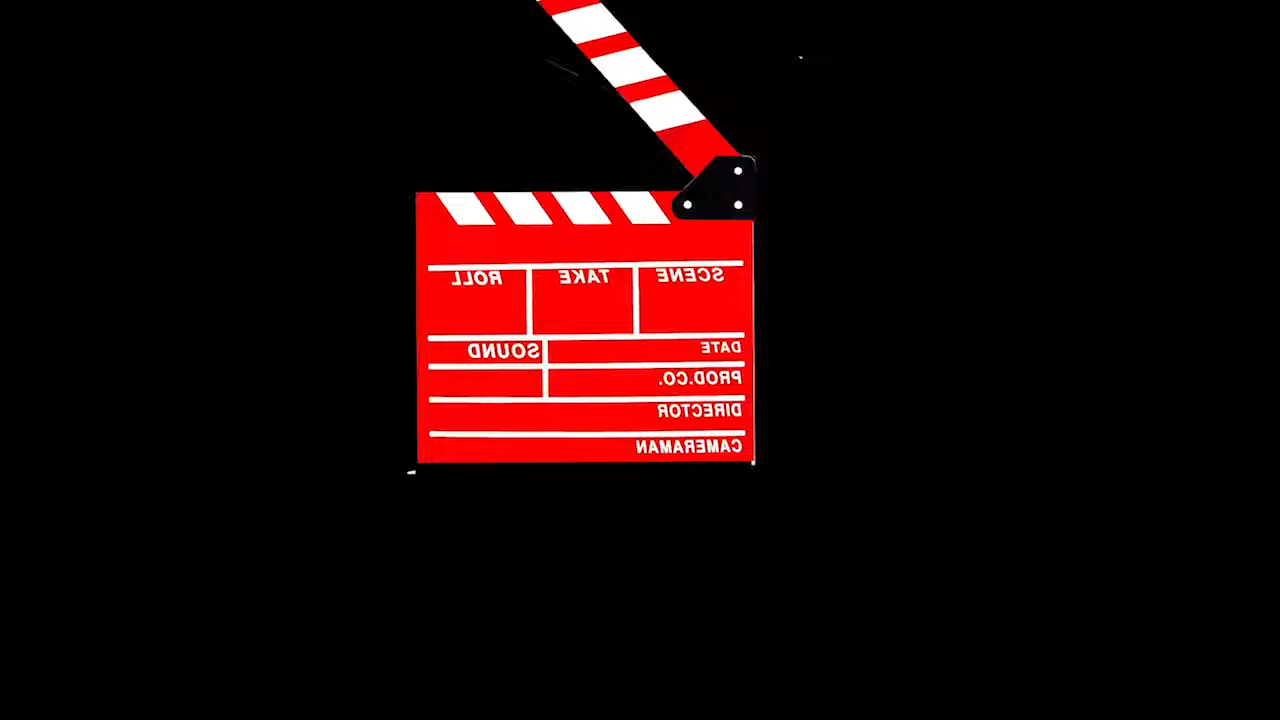 SCENE TAKE ROLL
DATE SOUND
PROD.CO.
DIRECTOR
CAMERAMAN